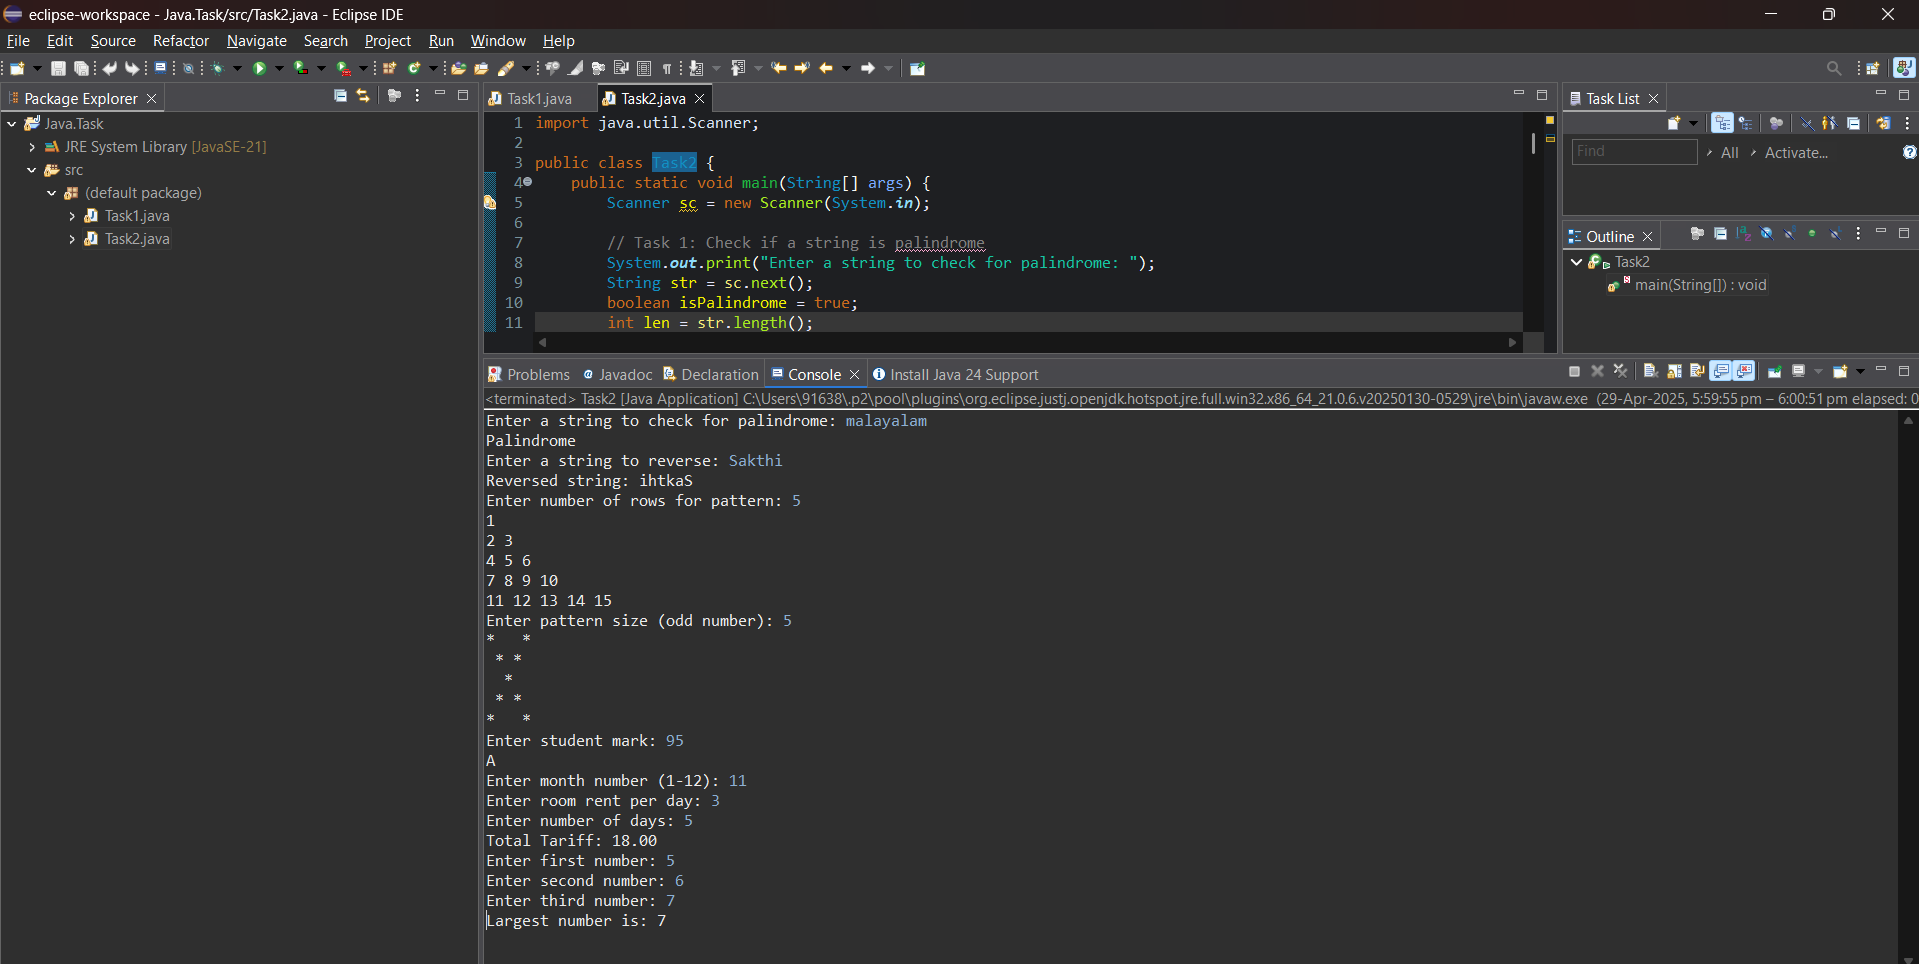 eclipse-workspace - Java.Task/src/Task2.java - Eclipse IDE
File Edit Source Refactor Navigate Search Project Run Window Help
Package Explorer
Java.Task
JRE System Library [JavaSE-21]
src
(default package)
Task1.java
Task2.java
Task1.java Task2.java
1 import java.util.Scanner;
2
3 public class Task2 {
4 public static void main(String[] args) {
5 Scanner sc = new Scanner(System.in);
6
7 // Task 1: Check if a string is palindrome
8 System.out.print("Enter a string to check for palindrome: ");
9 String str = sc.next();
10 boolean isPalindrome = true;
11 int len = str.length();
Task List
Find All Activate...
Outline
Task2
main(String[]) : void
Problems Javadoc Declaration Console Install Java 24 Support
<terminated> Task2 [Java Application] C:\Users\91638\.p2\pool\plugins\org.eclipse.justj.openjdk.hotspot.jre.full.win32.x86_64_21.0.6.v20250130-0529\jre\bin\javaw.exe (29-Apr-2025, 5:59:55 pm – 6:00:51 pm elapsed: 0
Enter a string to check for palindrome: malayalam
Palindrome
Enter a string to reverse: Sakthi
Reversed string: ihtkaS
Enter number of rows for pattern: 5
1
2 3
4 5 6
7 8 9 10
11 12 13 14 15
Enter pattern size (odd number): 5
*   *
 * *
  *
 * *
*   *
Enter student mark: 95
A
Enter month number (1-12): 11
Enter room rent per day: 3
Enter number of days: 5
Total Tariff: 18.00
Enter first number: 5
Enter second number: 6
Enter third number: 7
Largest number is: 7